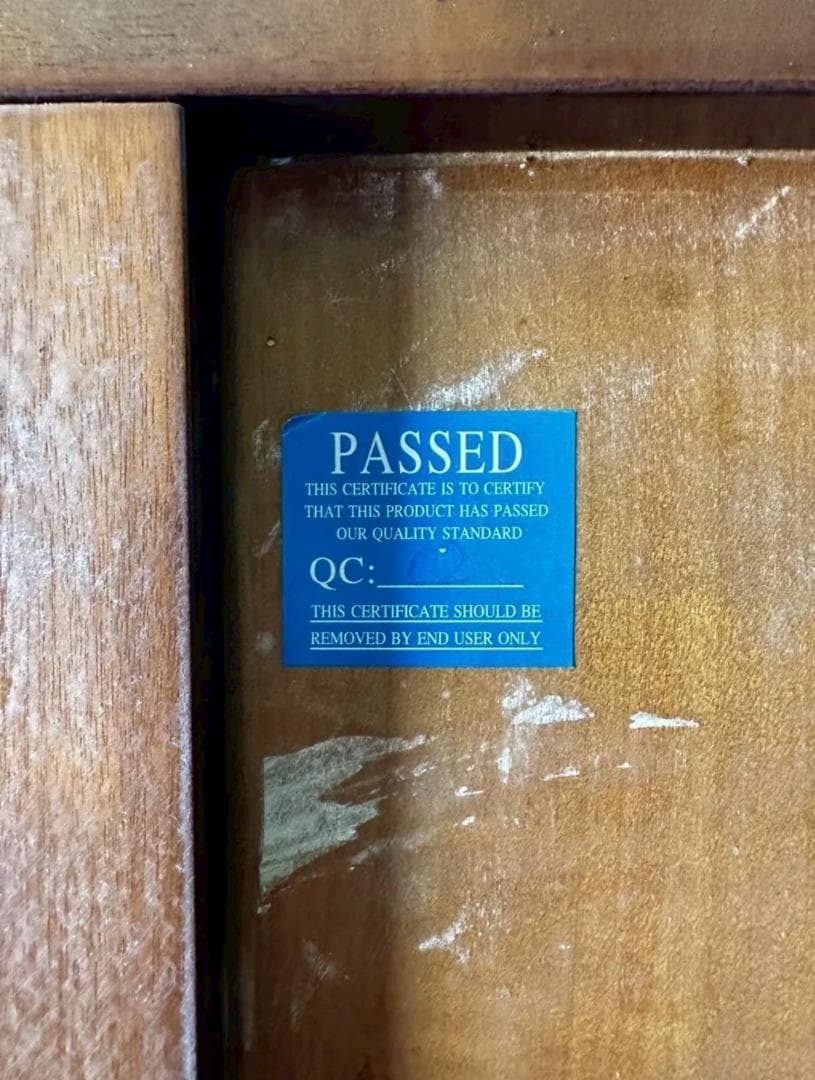 PASSED
THIS CERTIFICATE IS TO CERTIFY
THAT THIS PRODUCT HAS PASSED
OUR QUALITY STANDARD
QC:
THIS CERTIFICATE SHOULD BE
REMOVED BY END USER ONLY